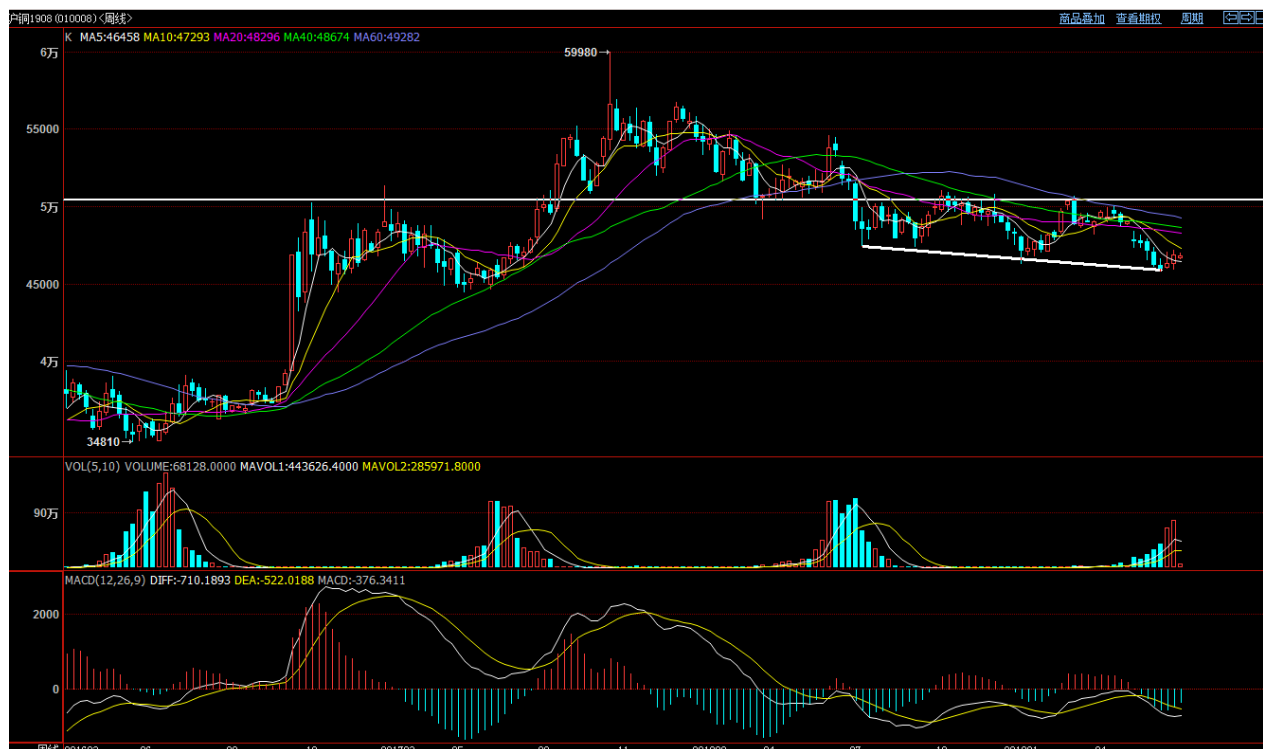 沪铜1908 (010008)<周线> 商品叠加 查看期权 周期
K MA5:46458 MA10:47293 MA20:48296 MA40:48674 MA60:49282
6万
59980→
55000
5万
45000
4万
34810→
VOL(5,10) VOLUME:68128.0000 MAVOL1:443626.4000 MAVOL2:285971.8000
90万
MACD(12,26,9) DIFF:-710.1893 DEA:-522.0188 MACD:-376.3411
2000
0
周线